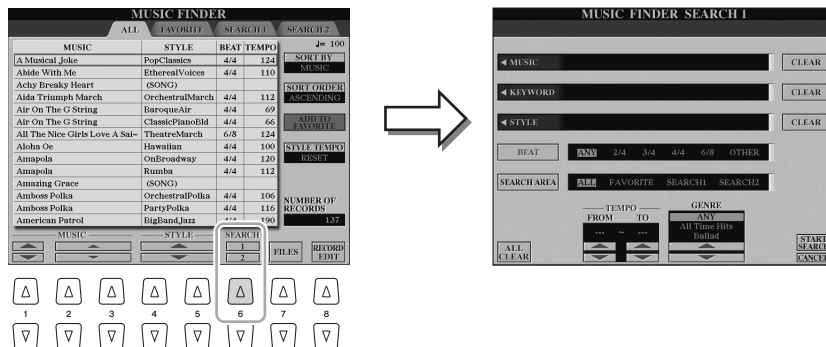 MUSIC FINDER
ALL FAVORITE SEARCH 1 SEARCH 2
MUSIC STYLE BEAT TEMPO
A Musical Joke PopClassics 4/4 124
Abide With Me EtherealVoices 4/4 110
Achy Breaky Heart (SONG)
Aida Triumph March OrchestralMarch 4/4 112
Air On The G String BaroqueAir 4/4 69
Air On The G String ClassicPianoBld 4/4 66
All The Nice Girls Love A Sai~ TheatreMarch 6/8 124
Aloha Oe Hawaiian 4/4 100
Amapola OnBroadway 4/4 120
Amapola Rumba 4/4 112
Amazing Grace (SONG)
Amboss Polka OrchestralPolka 4/4 106
Amboss Polka PartyPolka 4/4 116
American Patrol BigBandJazz 4/4 190
♩= 100
SORT BY
MUSIC
SORT ORDER
ASCENDING
ADD TO
FAVORITE
STYLE TEMPO
RESET
NUMBER OF
RECORDS
137
MUSIC STYLE SEARCH
1
2
FILES
RECORD
EDIT
1 2 3 4 5 6 7 8
MUSIC FINDER SEARCH 1
MUSIC CLEAR
KEYWORD CLEAR
STYLE CLEAR
BEAT ANY 2/4 3/4 4/4 6/8 OTHER
SEARCH AREA ALL FAVORITE SEARCH1 SEARCH2
TEMPO
FROM TO
--- ~ ---
GENRE
ANY
All Time Hits
Ballad
ALL
CLEAR
START
SEARCH
CANCEL